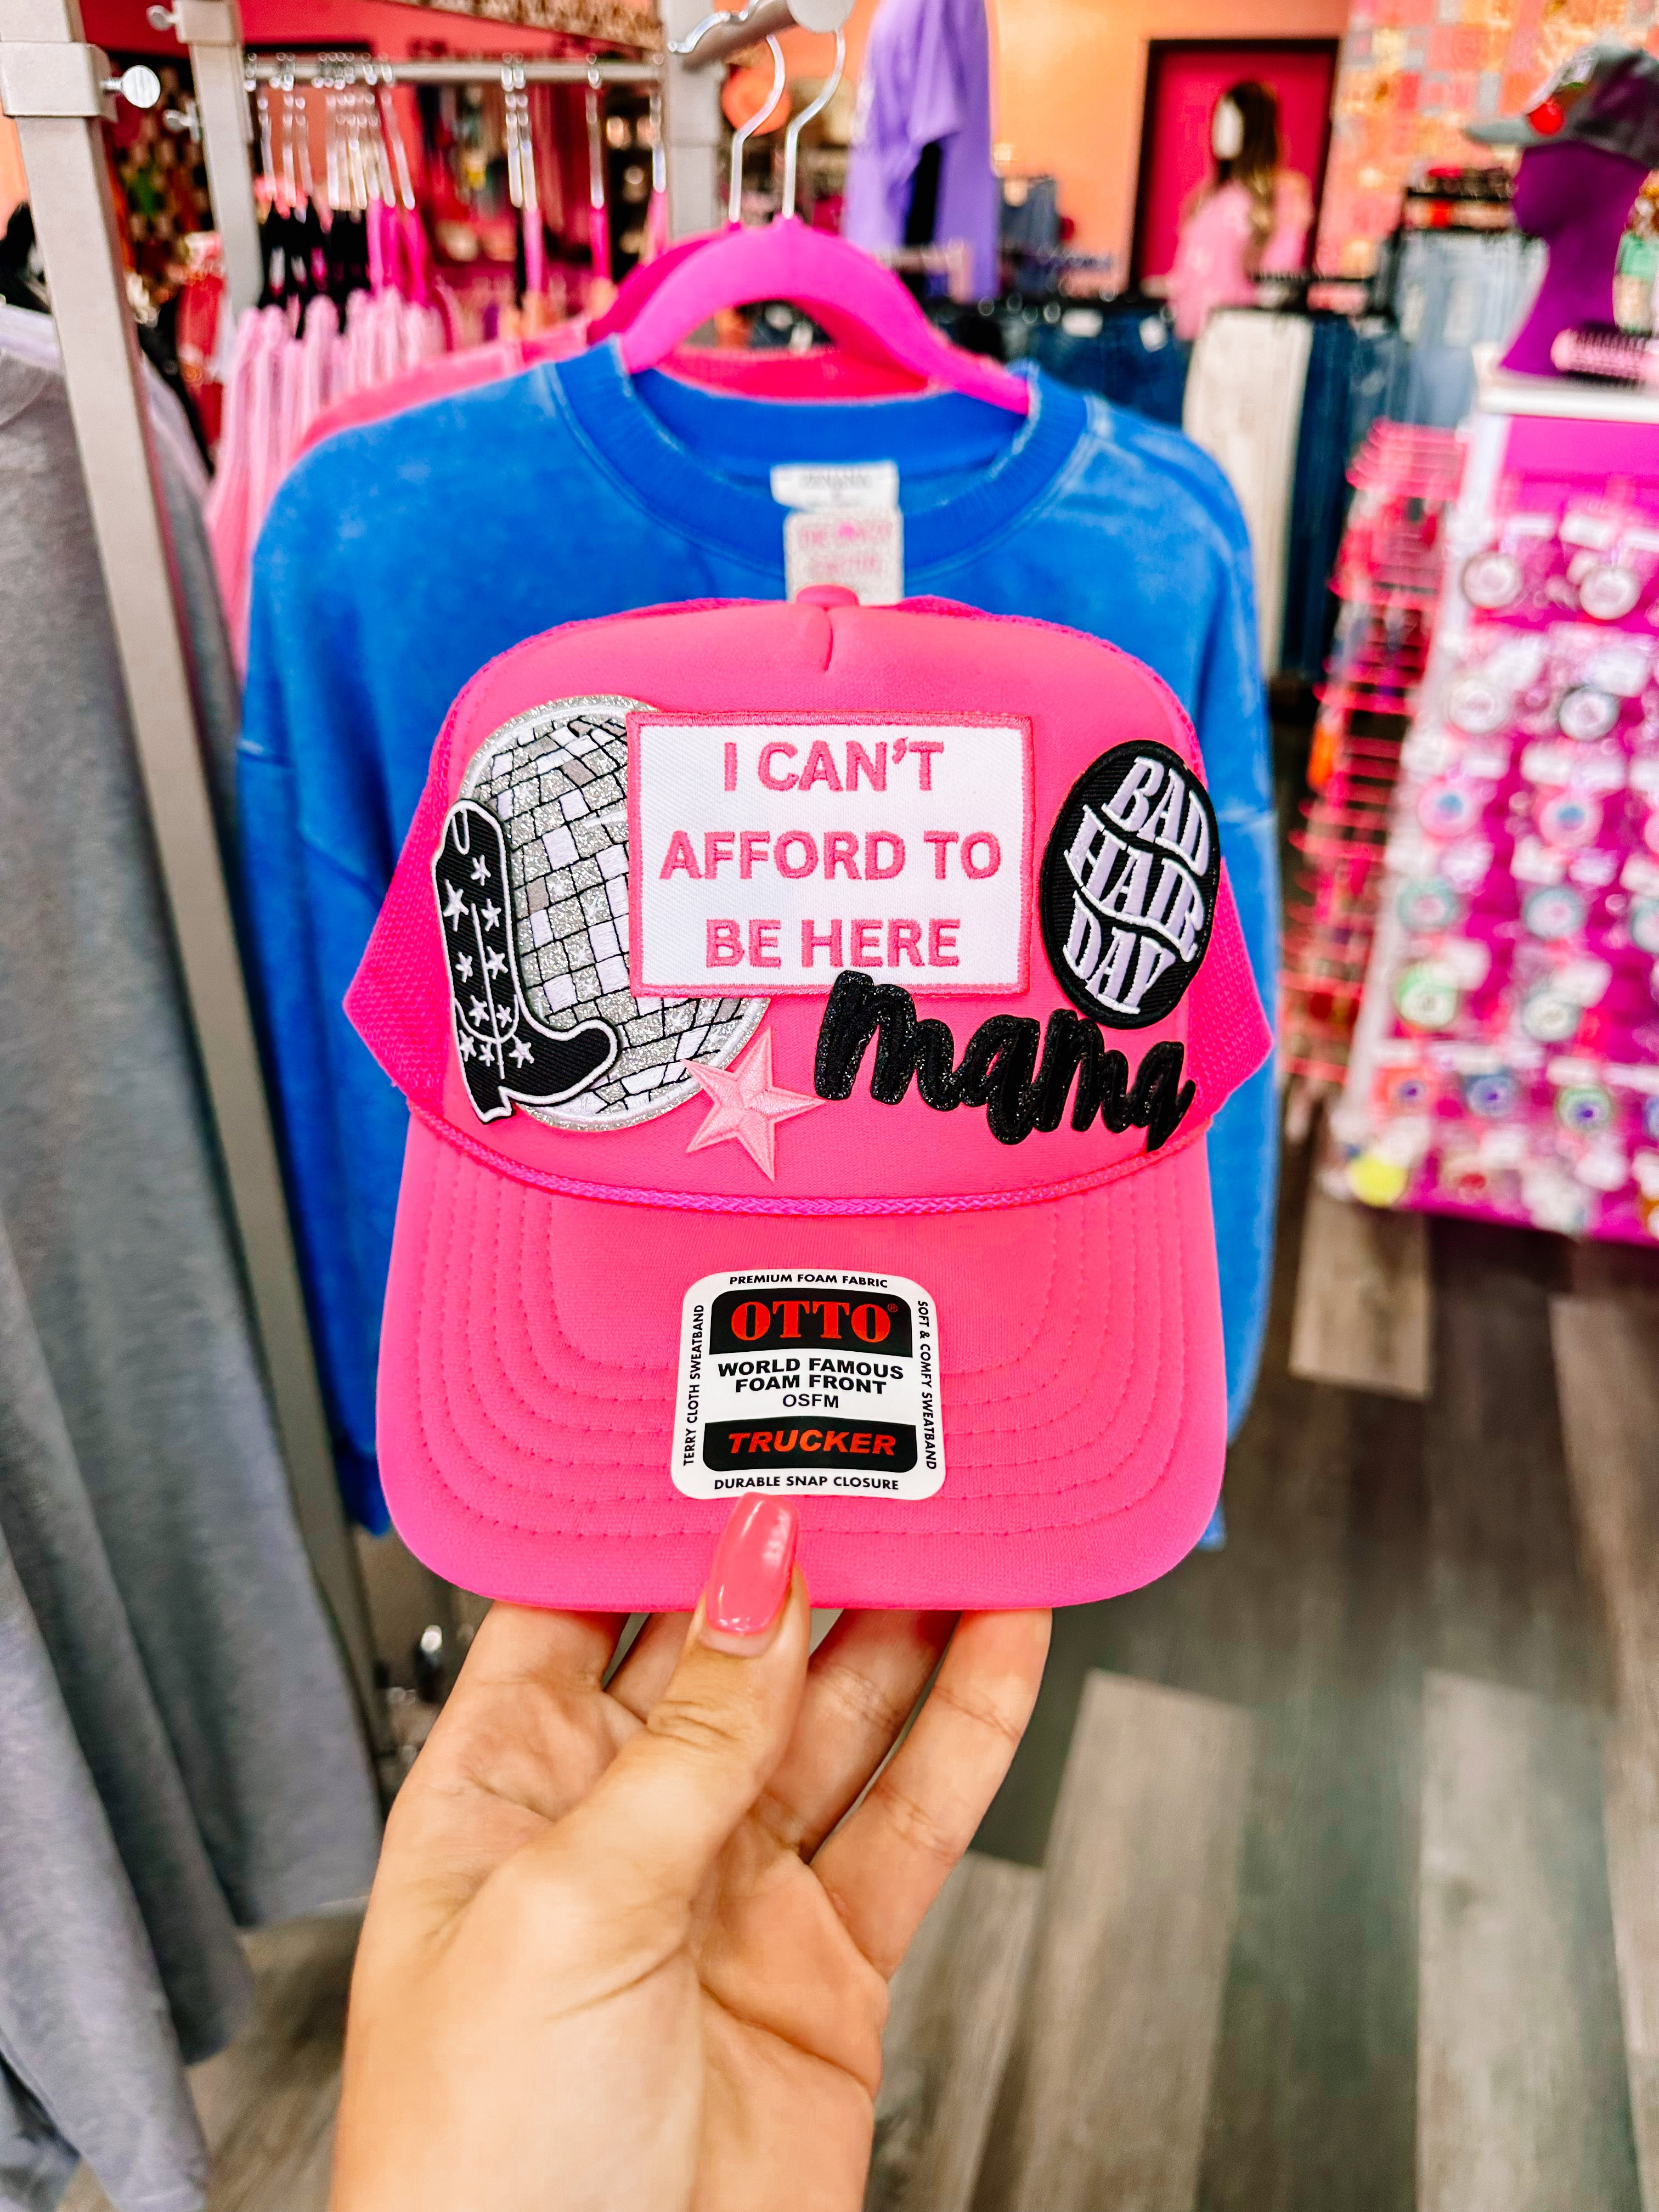 I CAN'T
AFFORD TO
BE HERE
BAD
HAIR
DAY
mama
PREMIUM FOAM FABRIC
TERRY CLOTH SWEATBAND
OTTO®
WORLD FAMOUS
FOAM FRONT
OSFM
TRUCKER
SOFT & COMFY SWEATBAND
DURABLE SNAP CLOSURE